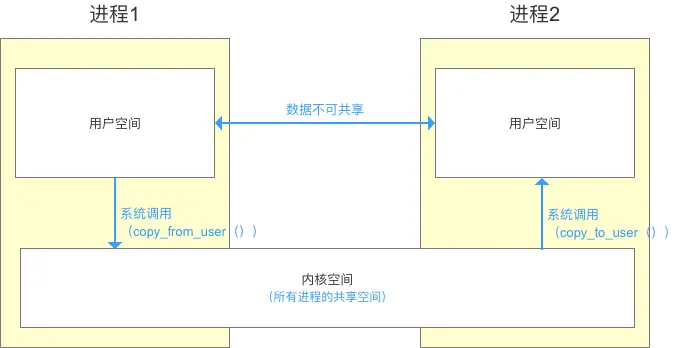 进程1
进程2
数据不可共享
用户空间
用户空间
系统调用
（copy_from_user（））
系统调用
（copy_to_user（））
内核空间
（所有进程的共享空间）